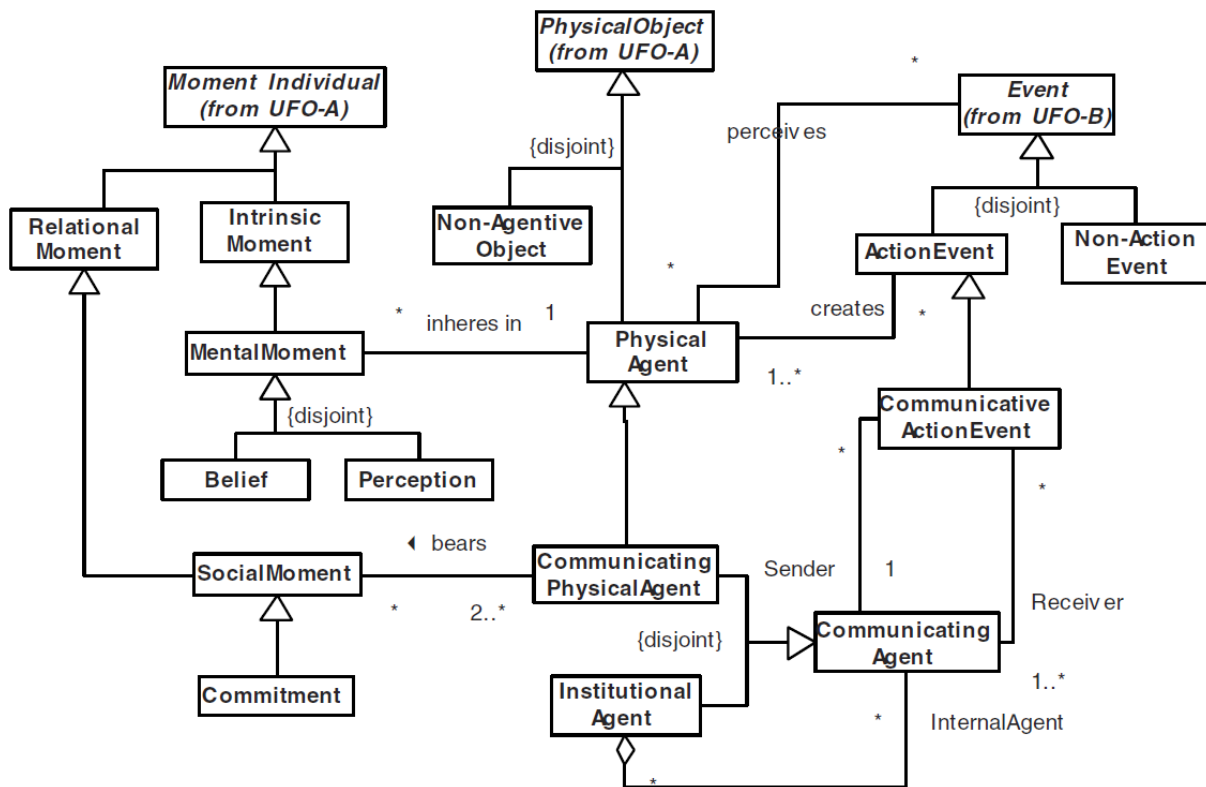 PhysicalObject
(from UFO-A)
*
Moment Individual
(from UFO-A)
Event
(from UFO-B)
perceives
{disjoint}
Relational
Moment
Intrinsic
Moment
Non-Agentive
Object
{disjoint}
ActionEvent
Non-Action
Event
*
*
inheres in
1
creates
*
MentalMoment
Physical
Agent
1..*
{disjoint}
Communicative
ActionEvent
Belief
Perception
*
*
bears
SocialMoment
Communicating
PhysicalAgent
Sender
1
*
2..*
Receiver
{disjoint}
Communicating
Agent
Commitment
Institutional
Agent
1..*
*
InternalAgent
*